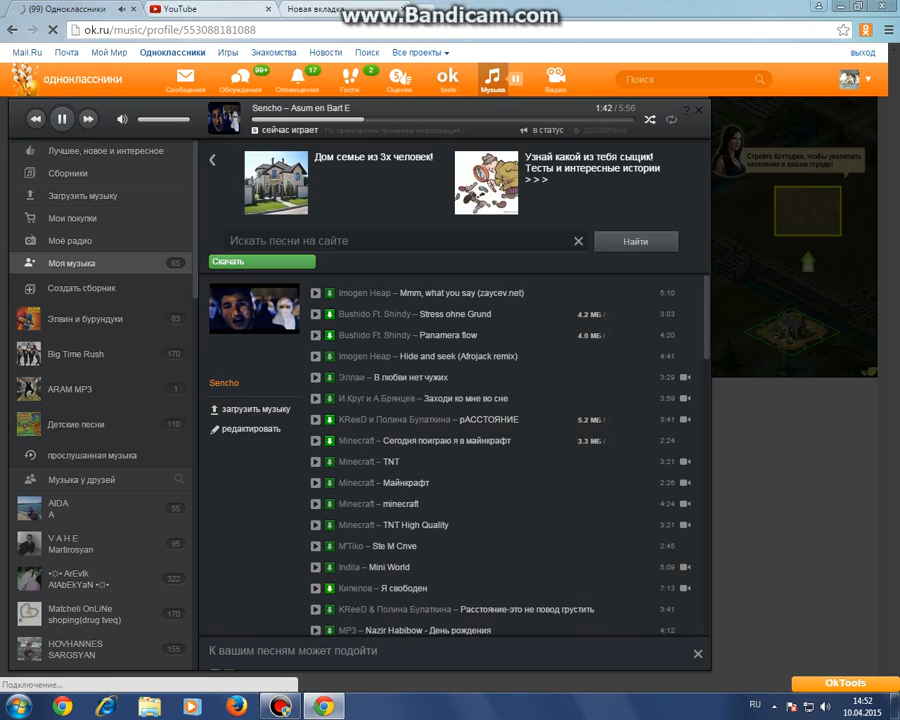 www.Bandicam.com
(99) Одноклассники
YouTube
Новая вкладка
ok.ru/music/profile/553088181088
Mail.Ru Почта Мой Мир Одноклассники Игры Знакомства Новости Поиск Все проекты
выход
одноклассники
99+
17
2
ok
Сообщения Обсуждения Оповещения Гости Оценки tools Музыка Видео
Поиск
Sencho – Asum en Bart E
1:42 / 5:56
? ×
сейчас играет
По техническим признакам информация
в статус
добавлена
Лучшее, новое и интересное
Сборники
Загрузить музыку
Мои покупки
Моё радио
Моя музыка 65
Создать сборник
Элвин и бурундуки 83
Big Time Rush 170
ARAM MP3 1
Детские песни 110
прослушанная музыка
Музыка у друзей
AIDA
A
55
V A H E
Martirosyan
95
•☆• ArEvIk
AtAbEkYaN •☆•
322
Matcheli OnLiNe
shoping(drug tveq)
170
HOVHANNES
SARGSYAN
155
Дом семье из 3х человек!
Узнай какой из тебя сыщик!
Тесты и интересные истории
> > >
Искать песни на сайте
Найти
Скачать
Sencho
загрузить музыку
редактировать
Imogen Heap – Mmm, what you say (zaycev.net) 5:10
Bushido Ft. Shindy – Stress ohne Grund 4.2 МБ / 3:03
Bushido Ft. Shindy – Panamera flow 4.0 МБ / 4:20
Imogen Heap – Hide and seek (Afrojack remix) 4:41
Эллаи – В любви нет чужих 3:29
И.Круг и А.Брянцев – Заходи ко мне во сне 3:59
KReeD и Полина Булаткина – рАССТОЯНИЕ 5.2 МБ / 3:41
Minecraft – Сегодня поиграю я в майнкрафт 3.3 МБ / 2:24
Minecraft – TNT 3:21
Minecraft – Майнкрафт 2:26
Minecraft – minecraft 4:24
Minecraft – TNT High Quality 3:21
M'Tiko – Ste M Cnve 2:45
Indila – Mini World 5:09
Кипелов – Я свободен 7:13
KReeD & Полина Булаткина – Расстояние-это не повод грустить 3:41
MP3 – Nazir Habibow - День рождения 4:12
К вашим песням может подойти
Стройте Коттеджи, чтобы увеличить
население в вашем городе!
Подключение...
OkTools
RU
14:52
10.04.2015